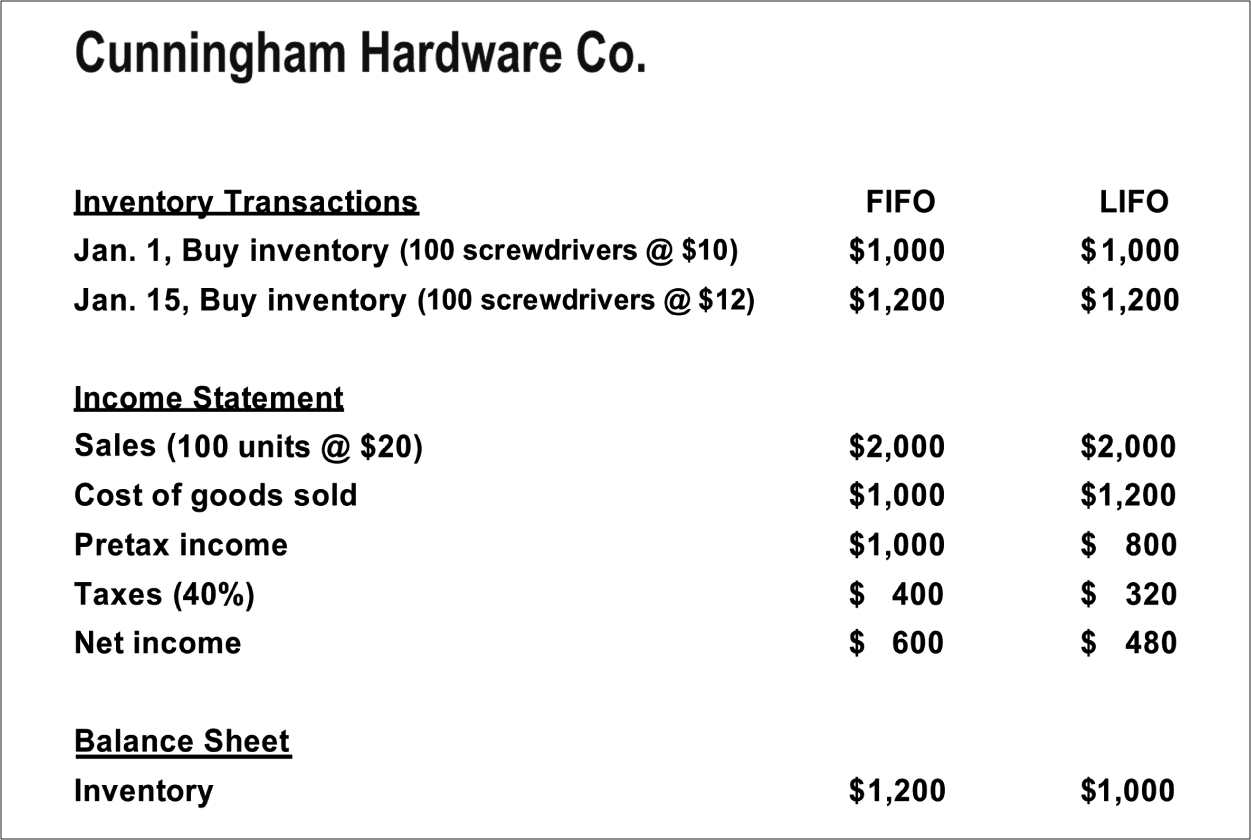 Cunningham Hardware Co.
Inventory Transactions FIFO LIFO
Jan. 1, Buy inventory (100 screwdrivers @ $10) $1,000 $1,000
Jan. 15, Buy inventory (100 screwdrivers @ $12) $1,200 $1,200
Income Statement
Sales (100 units @ $20) $2,000 $2,000
Cost of goods sold $1,000 $1,200
Pretax income $1,000 $ 800
Taxes (40%) $ 400 $ 320
Net income $ 600 $ 480
Balance Sheet
Inventory $1,200 $1,000